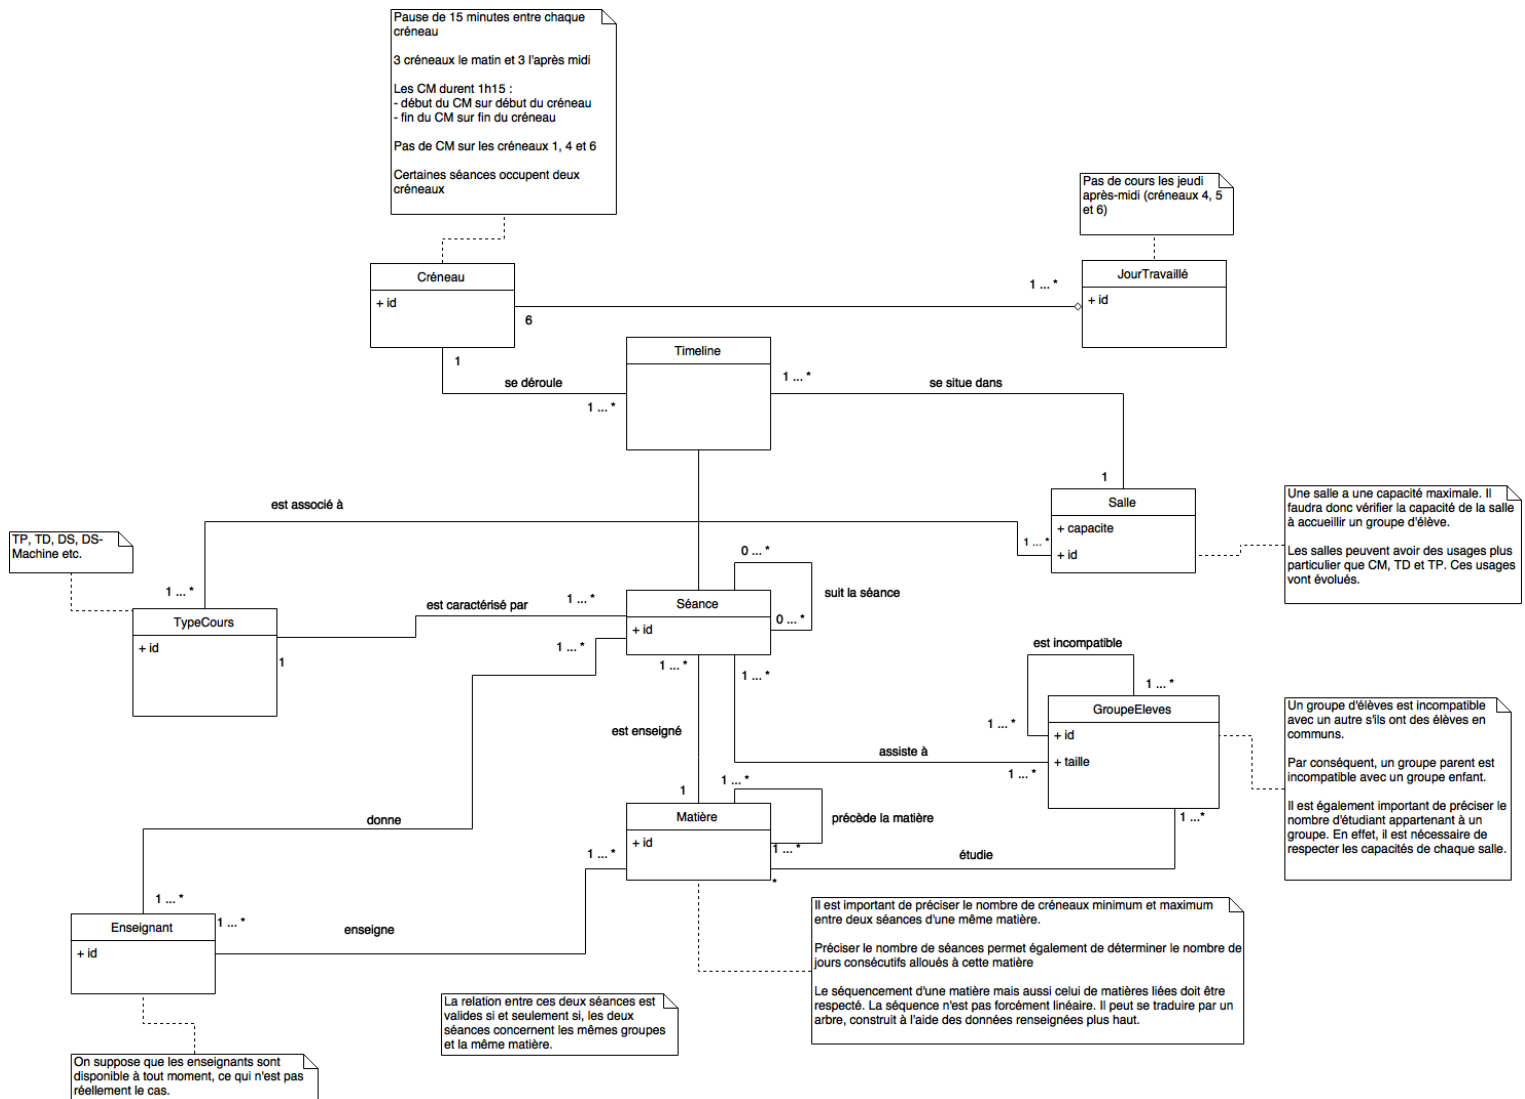 Pause de 15 minutes entre chaque
créneau
3 créneaux le matin et 3 l'après midi
Les CM durent 1h15 :
- début du CM sur début du créneau
- fin du CM sur fin du créneau
Pas de CM sur les créneaux 1, 4 et 6
Certaines séances occupent deux
créneaux
Pas de cours les jeudi
après-midi (créneaux 4, 5
et 6)
Créneau
+ id
JourTravaillé
+ id
1 ... *
6
1
Timeline
se déroule
1 ... *
1 ... *
se situe dans
1
Salle
+ capacite
+ id
Une salle a une capacité maximale. Il
faudra donc vérifier la capacité de la salle
à accueillir un groupe d'élève.
Les salles peuvent avoir des usages plus
particulier que CM, TD et TP. Ces usages
vont évolués.
est associé à
1 ... *
TP, TD, DS, DS-
Machine etc.
1 ... *
TypeCours
+ id
1
est caractérisé par
1 ... *
0 ... *
suit la séance
0 ... *
Séance
+ id
1 ... *
1 ... *
1 ... *
est incompatible
1 ... *
1 ... *
GroupeEleves
+ id
+ taille
Un groupe d'élèves est incompatible
avec un autre s'ils ont des élèves en
communs.
Par conséquent, un groupe parent est
incompatible avec un groupe enfant.
Il est également important de préciser le
nombre d'étudiant appartenant à un
groupe. En effet, il est nécessaire de
respecter les capacités de chaque salle.
est enseigné
assiste à
1 ... *
1 ... *
1
précède la matière
1 ... *
1 ...*
Matière
+ id
donne
1 ... *
étudie
*
1 ... *
Enseignant
+ id
1 ... *
enseigne
Il est important de préciser le nombre de créneaux minimum et maximum
entre deux séances d'une même matière.
Préciser le nombre de séances permet également de déterminer le nombre de
jours consécutifs alloués à cette matière
Le séquencement d'une matière mais aussi celui de matières liées doit être
respecté. La séquence n'est pas forcément linéaire. Il peut se traduire par un
arbre, construit à l'aide des données renseignées plus haut.
La relation entre ces deux séances est
valides si et seulement si, les deux
séances concernent les mêmes groupes
et la même matière.
On suppose que les enseignants sont
disponible à tout moment, ce qui n'est pas
réellement le cas.